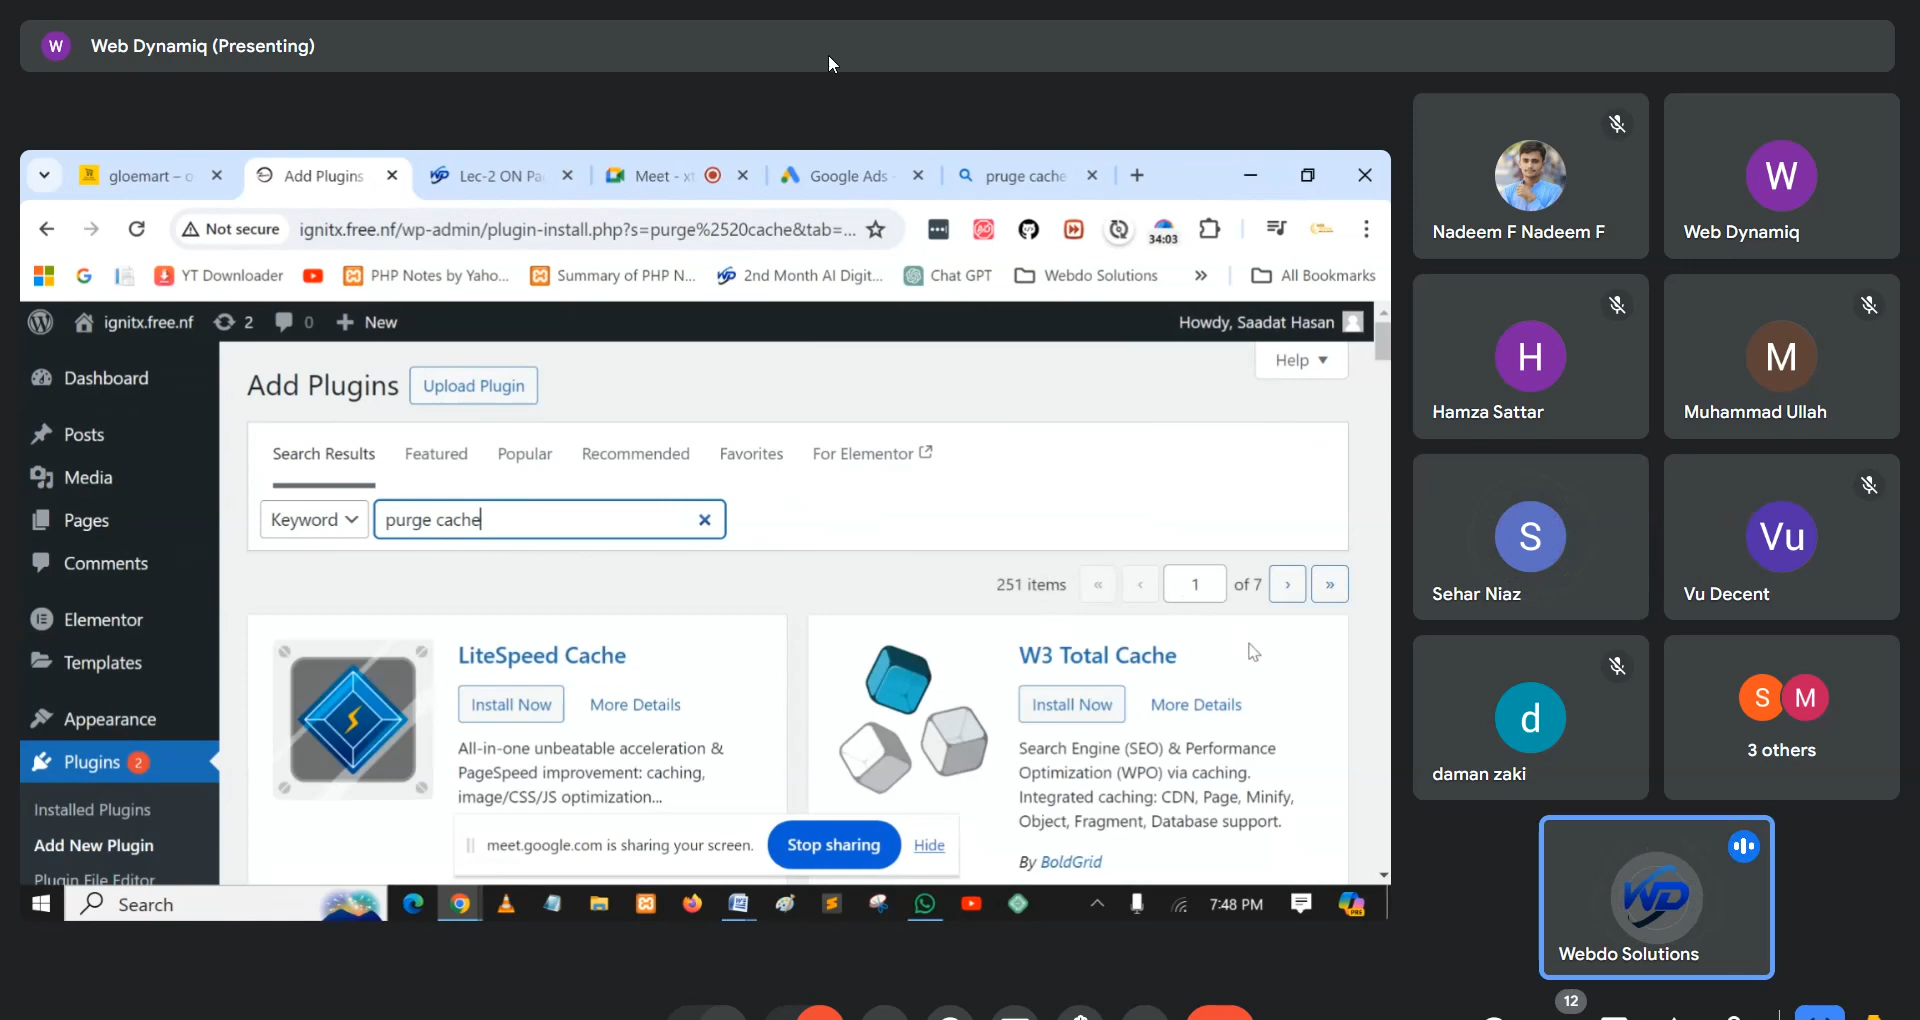 W Web Dynamiq (Presenting)
gloemart – o
Add Plugins
Lec-2 ON Pa
Meet - xt
Google Ads -
pruge cache
Not secure
ignitx.free.nf/wp-admin/plugin-install.php?s=purge%2520cache&tab=...
34:03
YT Downloader
PHP Notes by Yaho...
Summary of PHP N...
2nd Month AI Digit...
Chat GPT
Webdo Solutions
»
All Bookmarks
ignitx.free.nf
2
0
New
Howdy, Saadat Hasan
Help
Dashboard
Posts
Media
Pages
Comments
Elementor
Templates
Appearance
Plugins 2
Installed Plugins
Add New Plugin
Plugin File Editor
Add Plugins
Upload Plugin
Search Results
Featured
Popular
Recommended
Favorites
For Elementor
Keyword
purge cache
251 items « ‹ 1 of 7 › »
LiteSpeed Cache
Install Now
More Details
All-in-one unbeatable acceleration &
PageSpeed improvement: caching,
image/CSS/JS optimization...
W3 Total Cache
Install Now
More Details
Search Engine (SEO) & Performance
Optimization (WPO) via caching.
Integrated caching: CDN, Page, Minify,
Object, Fragment, Database support.
By BoldGrid
meet.google.com is sharing your screen.
Stop sharing
Hide
Search
7:48 PM
PRE
Nadeem F Nadeem F
W
Web Dynamiq
H
Hamza Sattar
M
Muhammad Ullah
S
Sehar Niaz
Vu
Vu Decent
d
daman zaki
S M
3 others
WD
Webdo Solutions
12